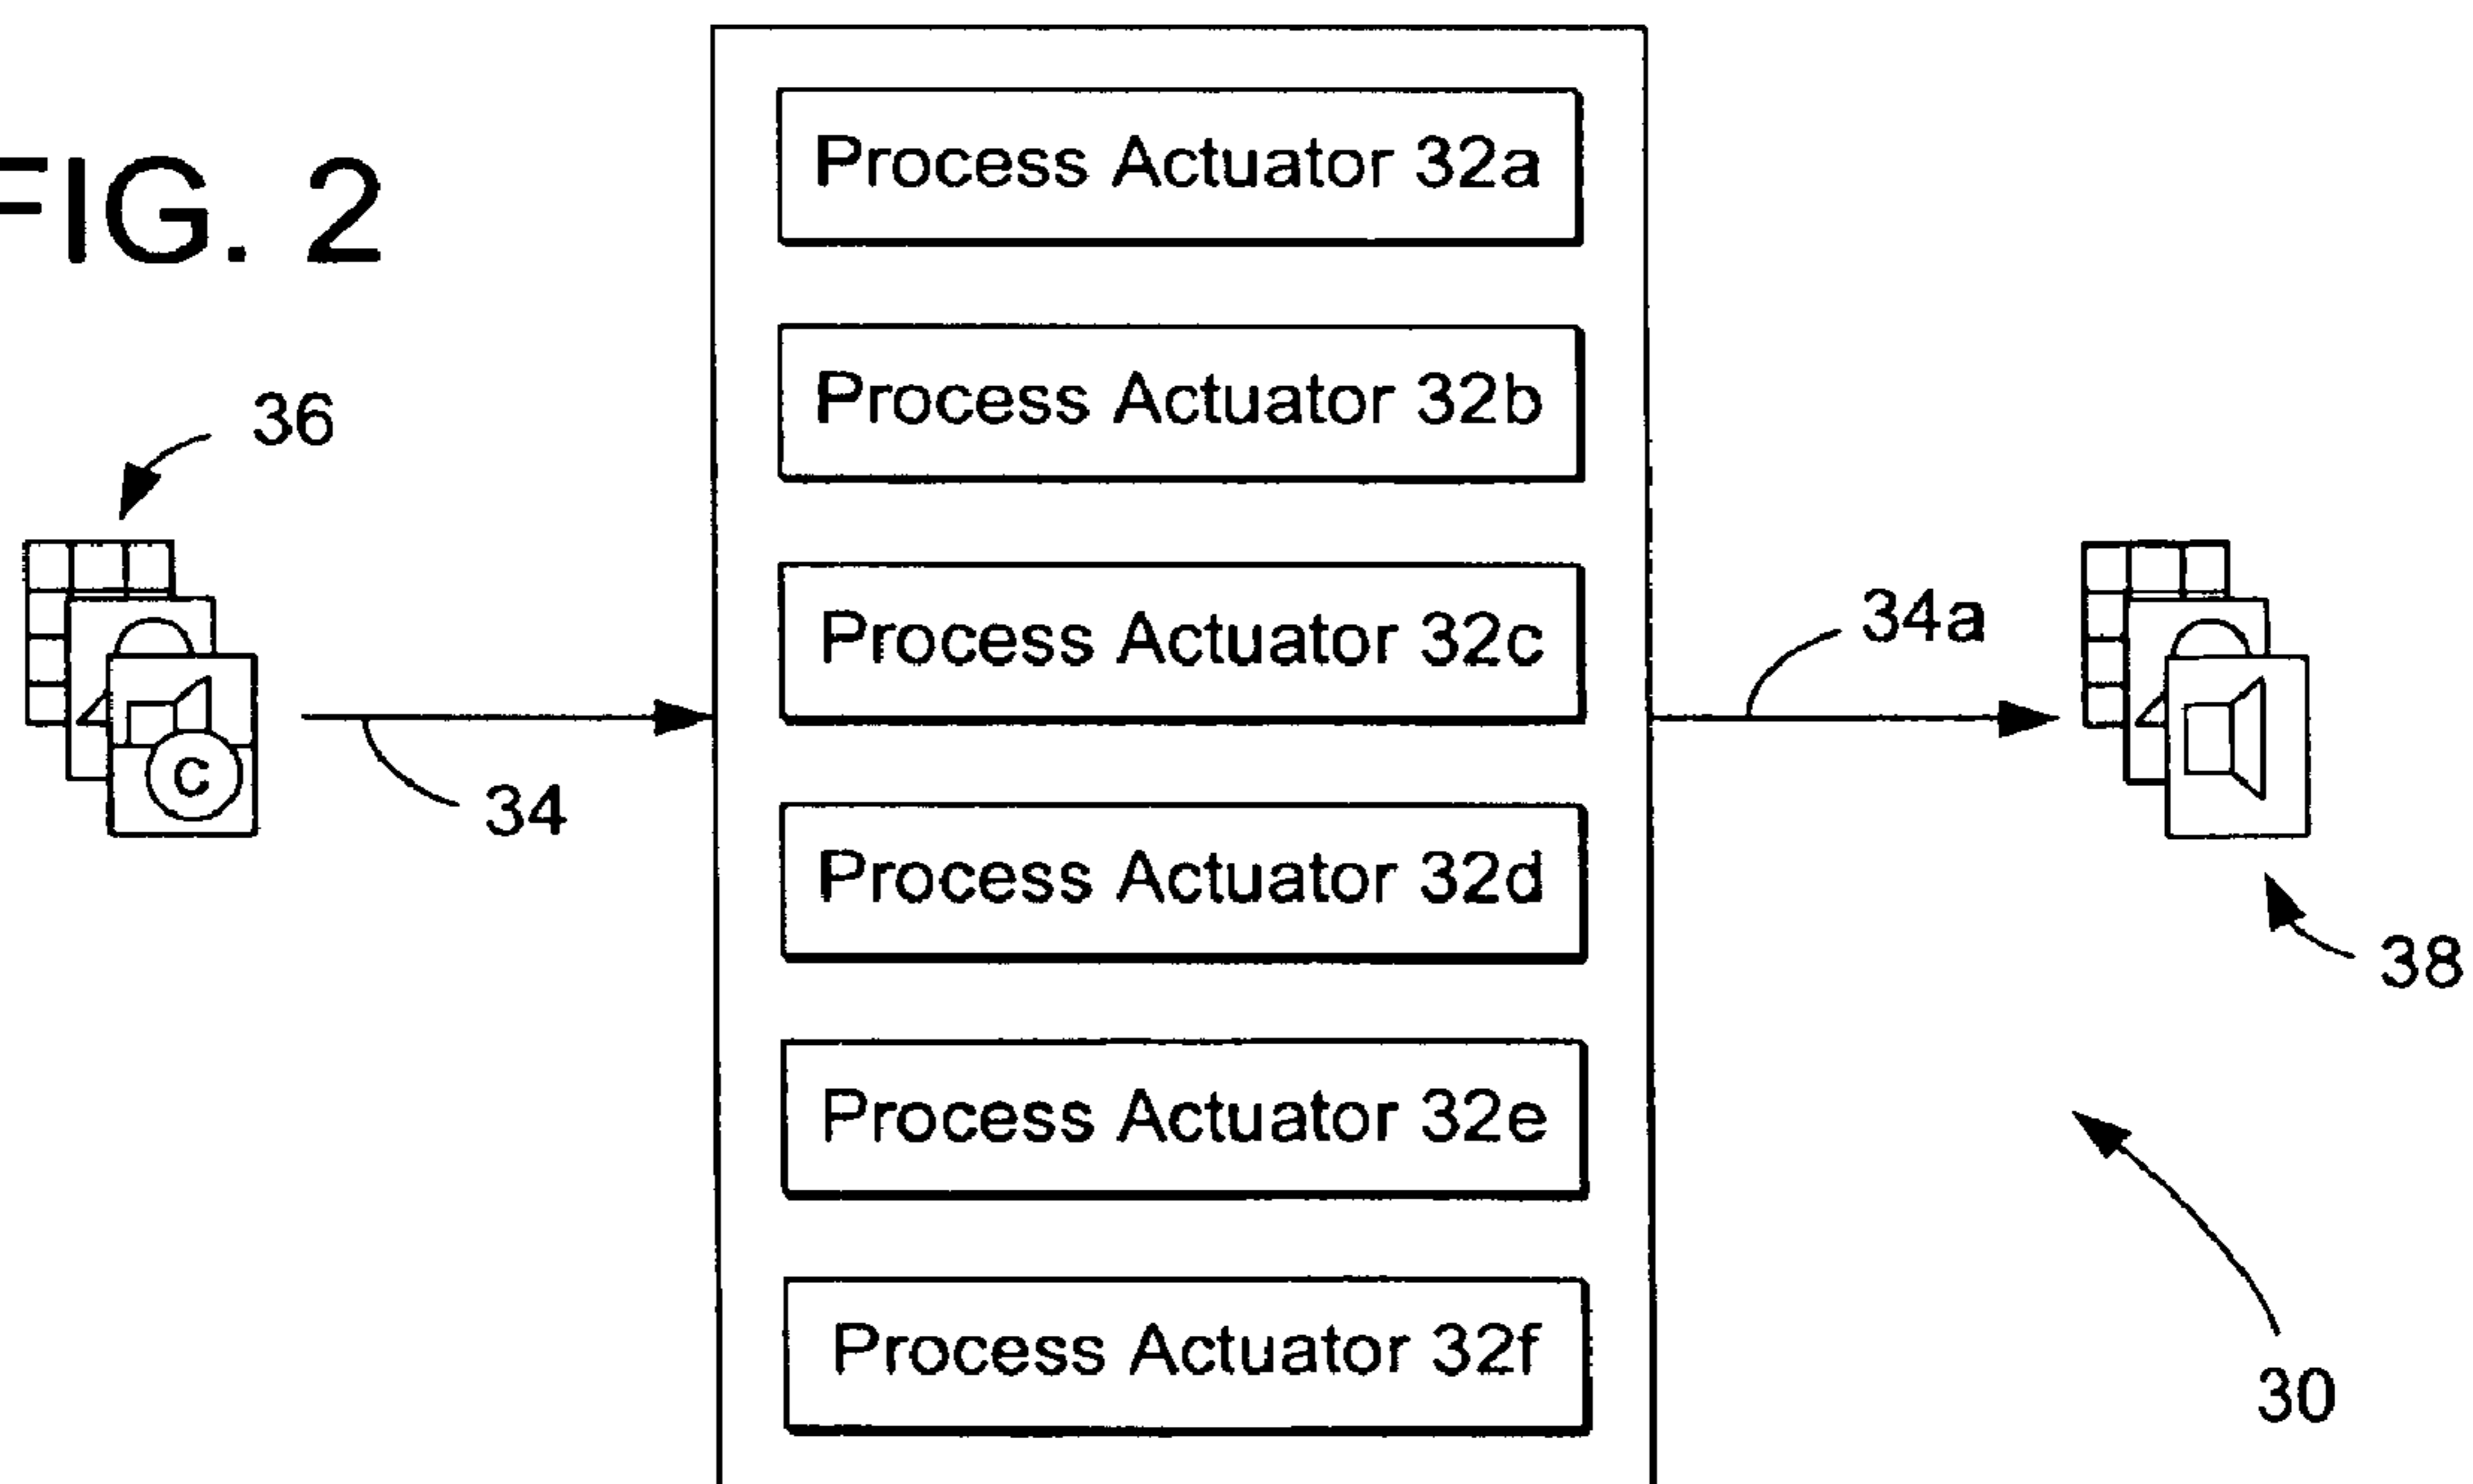 FIG. 2
Process Actuator 32a
Process Actuator 32b
36
Process Actuator 32c
34a
C
34
Process Actuator 32d
38
Process Actuator 32e
Process Actuator 32f
30